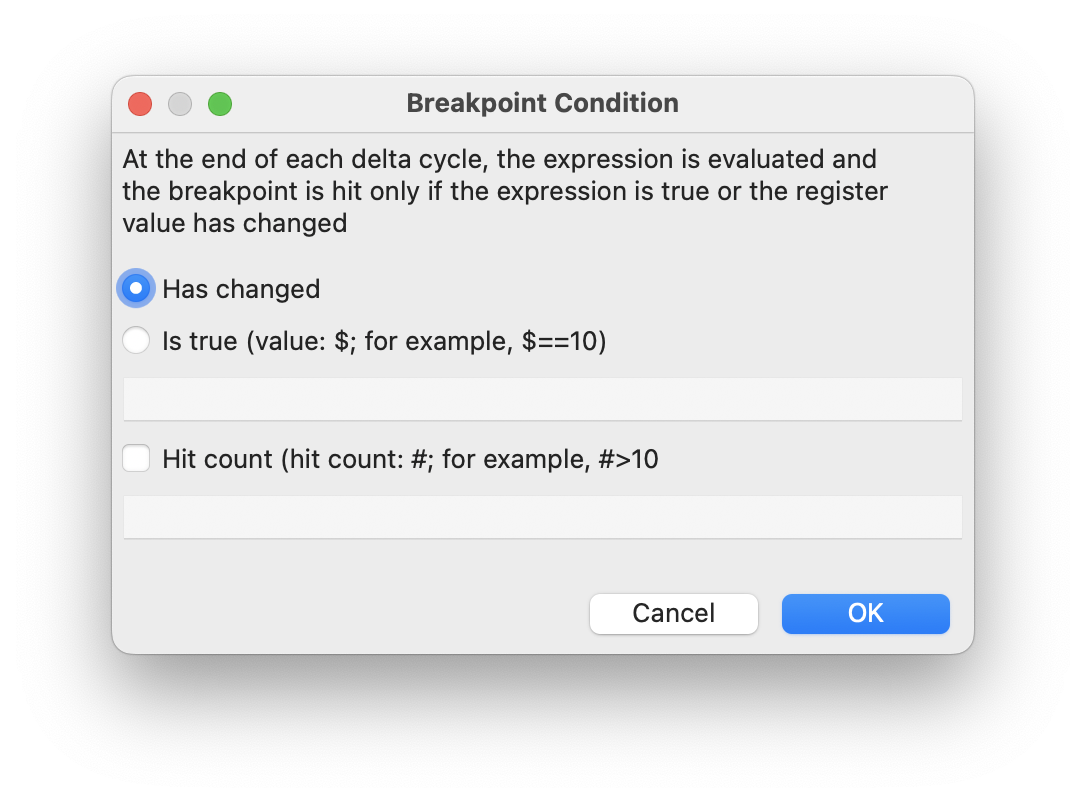 Breakpoint Condition
At the end of each delta cycle, the expression is evaluated and
the breakpoint is hit only if the expression is true or the register
value has changed
Has changed
Is true (value: $; for example, $==10)
Hit count (hit count: #; for example, #>10
Cancel
OK